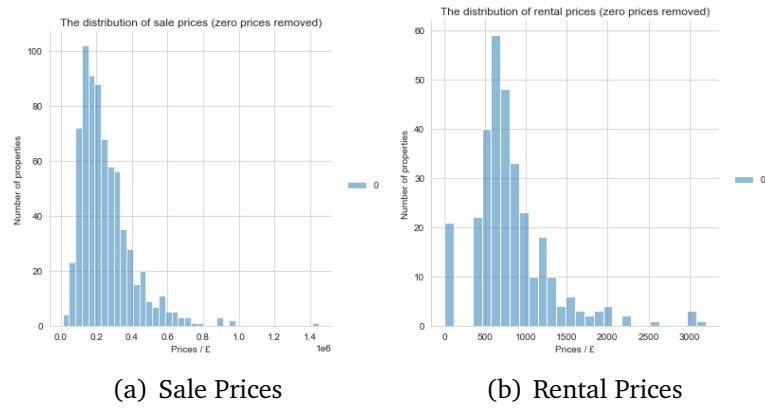 The distribution of sale prices (zero prices removed)
Number of properties
100
80
60
40
20
0
0.0 0.2 0.4 0.6 0.8 1.0 1.2 1.4
1e6
Prices / £
0
(a) Sale Prices
The distribution of rental prices (zero prices removed)
Number of properties
60
50
40
30
20
10
0
0 500 1000 1500 2000 2500 3000
Prices / £
0
(b) Rental Prices